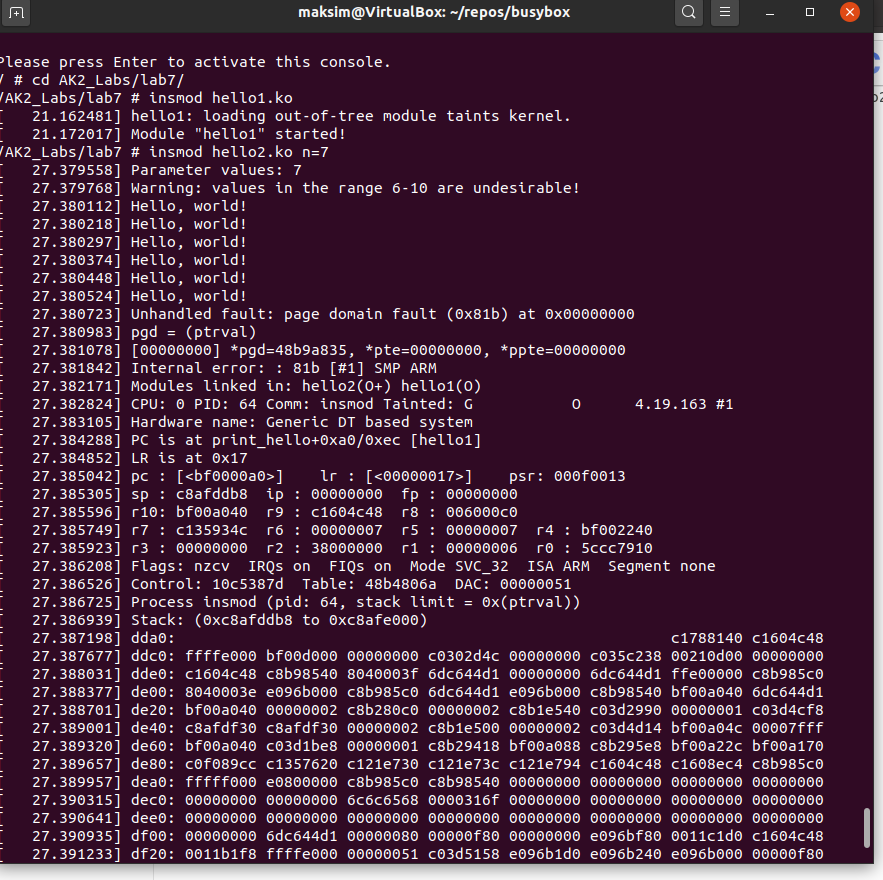 maksim@VirtualBox: ~/repos/busybox
Please press Enter to activate this console.
/ # cd AK2_Labs/lab7/
/AK2_Labs/lab7 # insmod hello1.ko
[   21.162481] hello1: loading out-of-tree module taints kernel.
[   21.172017] Module "hello1" started!
/AK2_Labs/lab7 # insmod hello2.ko n=7
[   27.379558] Parameter values: 7
[   27.379768] Warning: values in the range 6-10 are undesirable!
[   27.380112] Hello, world!
[   27.380218] Hello, world!
[   27.380297] Hello, world!
[   27.380374] Hello, world!
[   27.380448] Hello, world!
[   27.380524] Hello, world!
[   27.380723] Unhandled fault: page domain fault (0x81b) at 0x00000000
[   27.380983] pgd = (ptrval)
[   27.381078] [00000000] *pgd=48b9a835, *pte=00000000, *ppte=00000000
[   27.381842] Internal error: : 81b [#1] SMP ARM
[   27.382171] Modules linked in: hello2(O+) hello1(O)
[   27.382824] CPU: 0 PID: 64 Comm: insmod Tainted: G           O      4.19.163 #1
[   27.383105] Hardware name: Generic DT based system
[   27.384288] PC is at print_hello+0xa0/0xec [hello1]
[   27.384852] LR is at 0x17
[   27.385042] pc : [<bf0000a0>]    lr : [<00000017>]    psr: 000f0013
[   27.385305] sp : c8afddb8  ip : 00000000  fp : 00000000
[   27.385596] r10: bf00a040  r9 : c1604c48  r8 : 006000c0
[   27.385749] r7 : c135934c  r6 : 00000007  r5 : 00000007  r4 : bf002240
[   27.385923] r3 : 00000000  r2 : 38000000  r1 : 00000006  r0 : 5ccc7910
[   27.386208] Flags: nzcv  IRQs on  FIQs on  Mode SVC_32  ISA ARM  Segment none
[   27.386526] Control: 10c5387d  Table: 48b4806a  DAC: 00000051
[   27.386725] Process insmod (pid: 64, stack limit = 0x(ptrval))
[   27.386939] Stack: (0xc8afddb8 to 0xc8afe000)
[   27.387198] dda0:                                                       c1788140 c1604c48
[   27.387677] ddc0: ffffe000 bf00d000 00000000 c0302d4c 00000000 c035c238 00210d00 00000000
[   27.388031] dde0: c1604c48 c8b98540 8040003f 6dc644d1 00000000 6dc644d1 ffe00000 c8b985c0
[   27.388377] de00: 8040003e e096b000 c8b985c0 6dc644d1 e096b000 c8b98540 bf00a040 6dc644d1
[   27.388701] de20: bf00a040 00000002 c8b280c0 00000002 c8b1e540 c03d2990 00000001 c03d4cf8
[   27.389001] de40: c8afdf30 c8afdf30 00000002 c8b1e500 00000002 c03d4d14 bf00a04c 00007fff
[   27.389320] de60: bf00a040 c03d1be8 00000001 c8b29418 bf00a088 c8b295e8 bf00a22c bf00a170
[   27.389657] de80: c0f089cc c1357620 c121e730 c121e73c c121e794 c1604c48 c1608ec4 c8b985c0
[   27.389957] dea0: fffff000 e0800000 c8b985c0 c8b98540 00000000 00000000 00000000 00000000
[   27.390315] dec0: 00000000 00000000 6c6c6568 0000316f 00000000 00000000 00000000 00000000
[   27.390641] dee0: 00000000 00000000 00000000 00000000 00000000 00000000 00000000 00000000
[   27.390935] df00: 00000000 6dc644d1 00000080 00000f80 00000000 e096bf80 0011c1d0 c1604c48
[   27.391233] df20: 0011b1f8 ffffe000 00000051 c03d5158 e096b1d0 e096b240 e096b000 00000f80